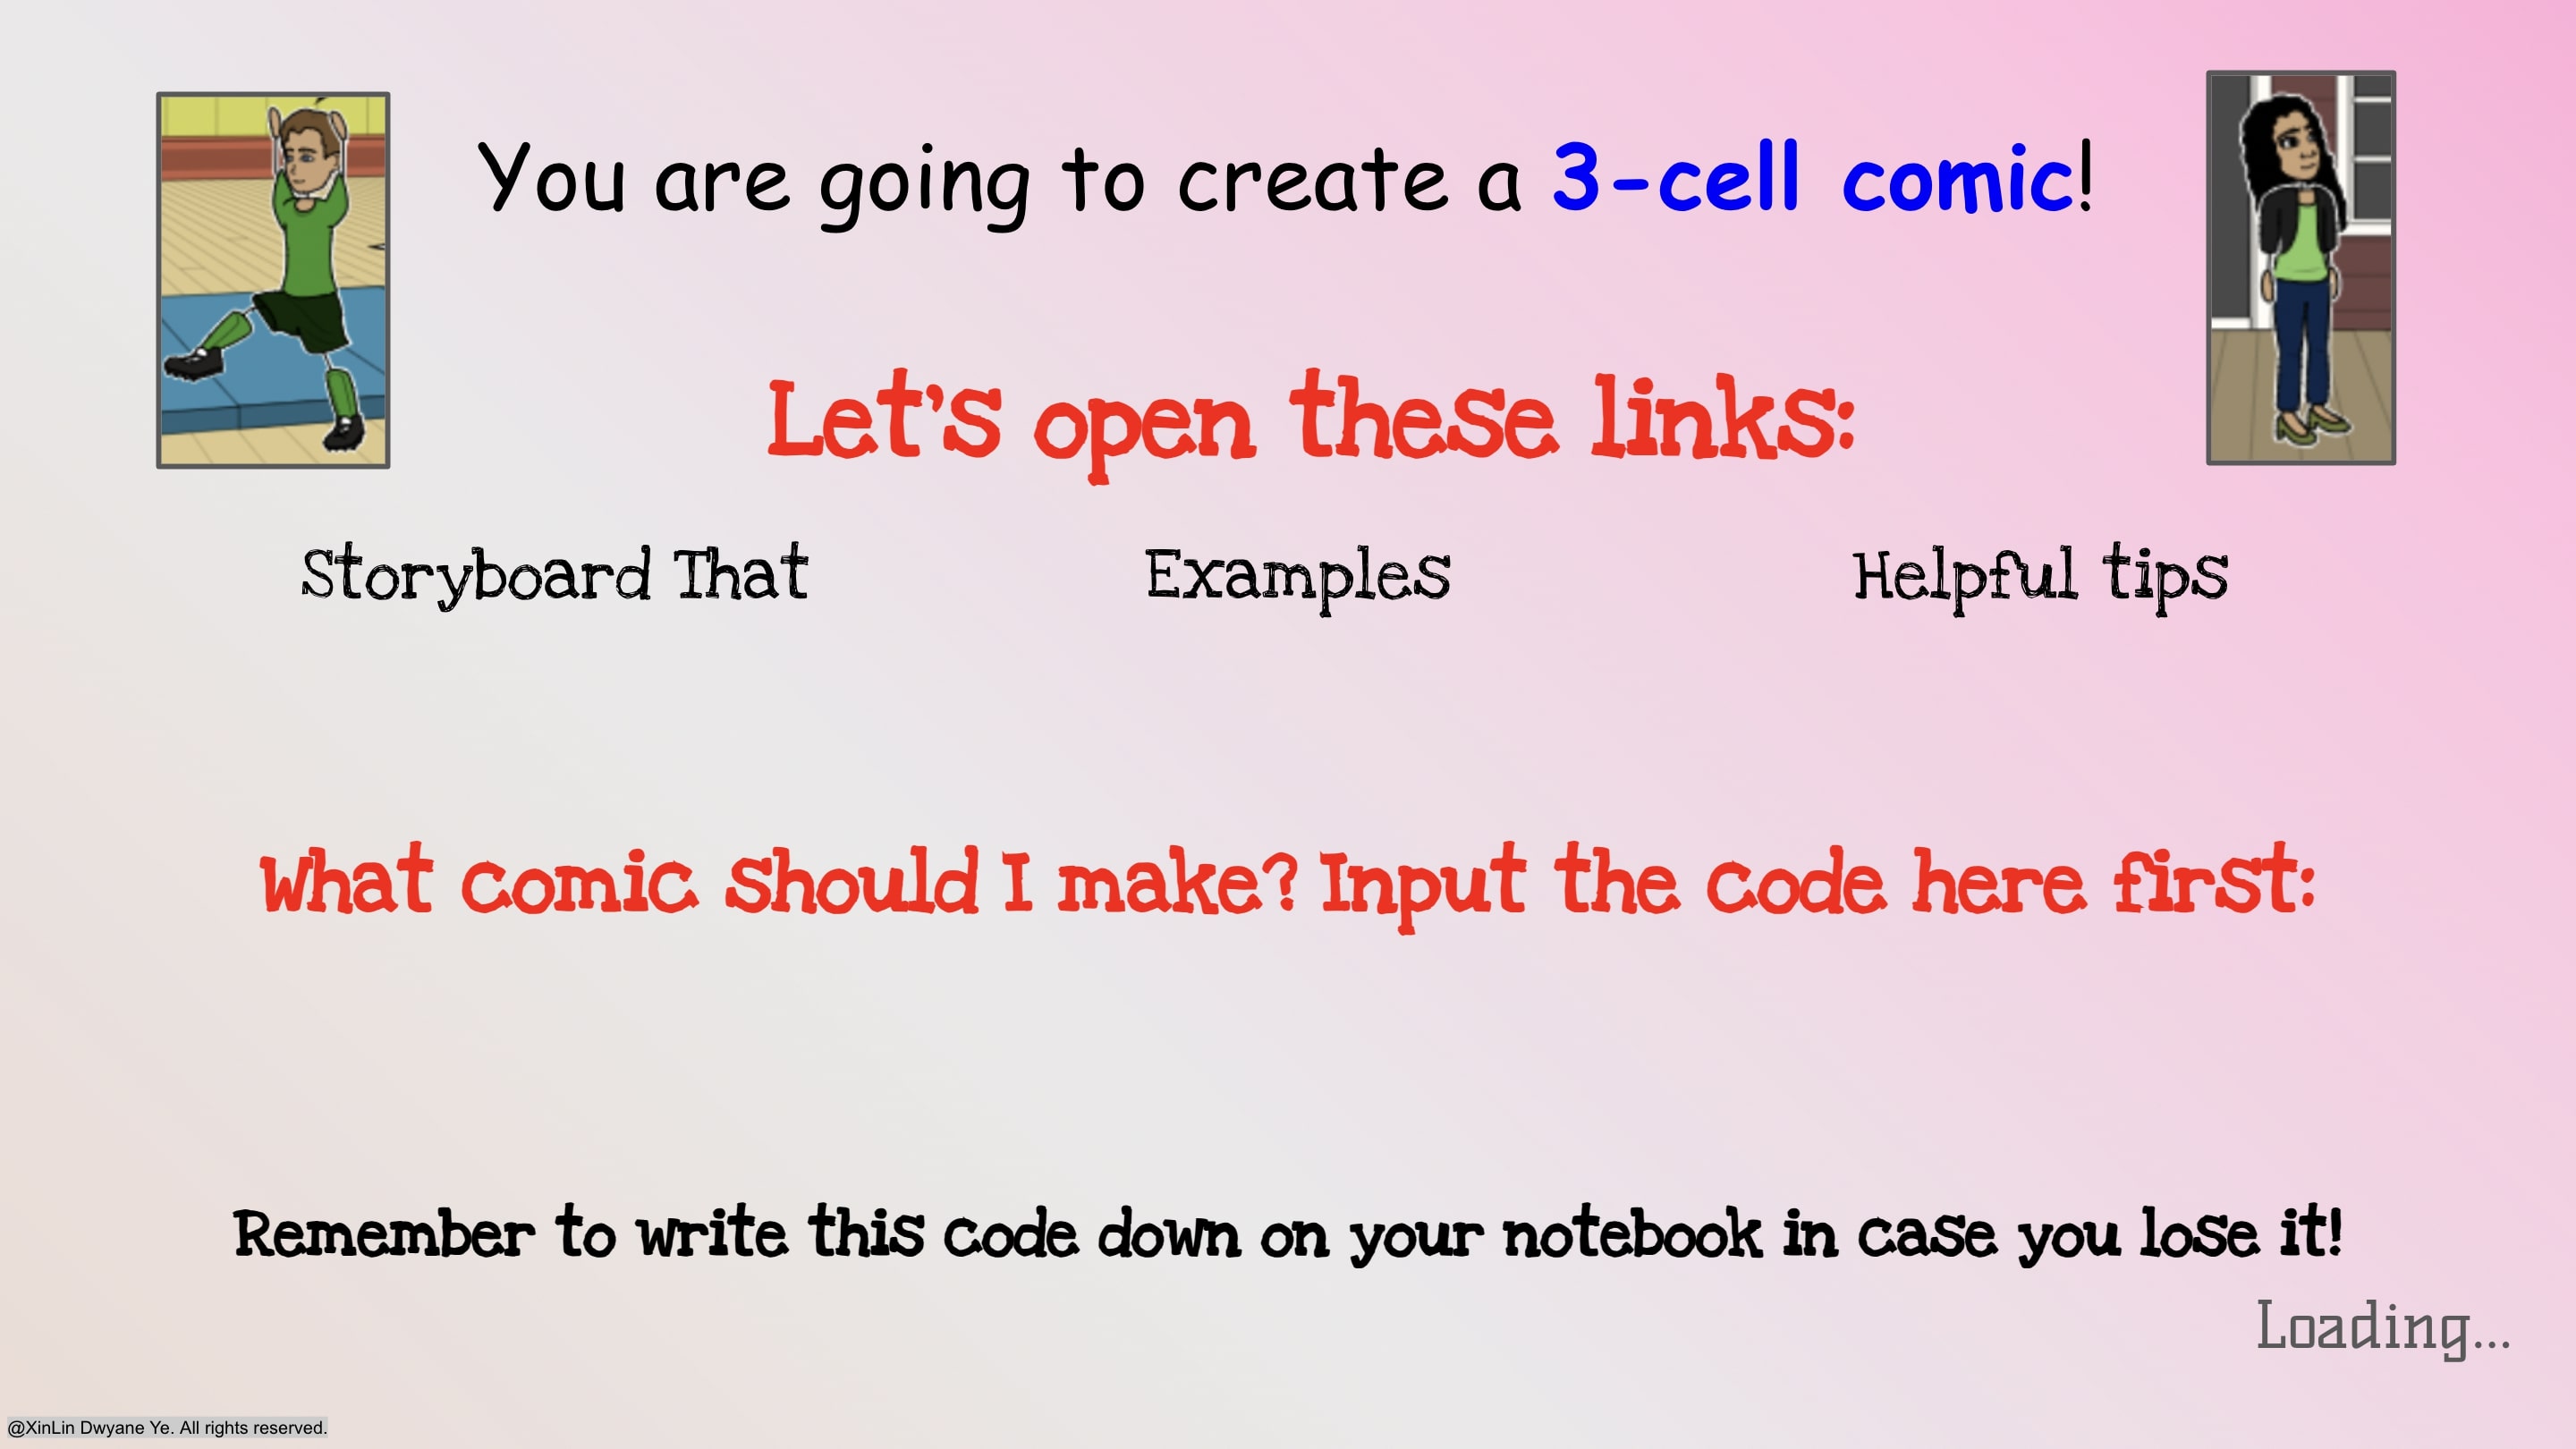 You are going to create a 3-cell comic!
Let's open these links:
Storyboard That
Examples
Helpful tips
What comic should I make? Input the code here first:
Remember to write this code down on your notebook in case you lose it!
Loading...
@XinLin Dwyane Ye. All rights reserved.